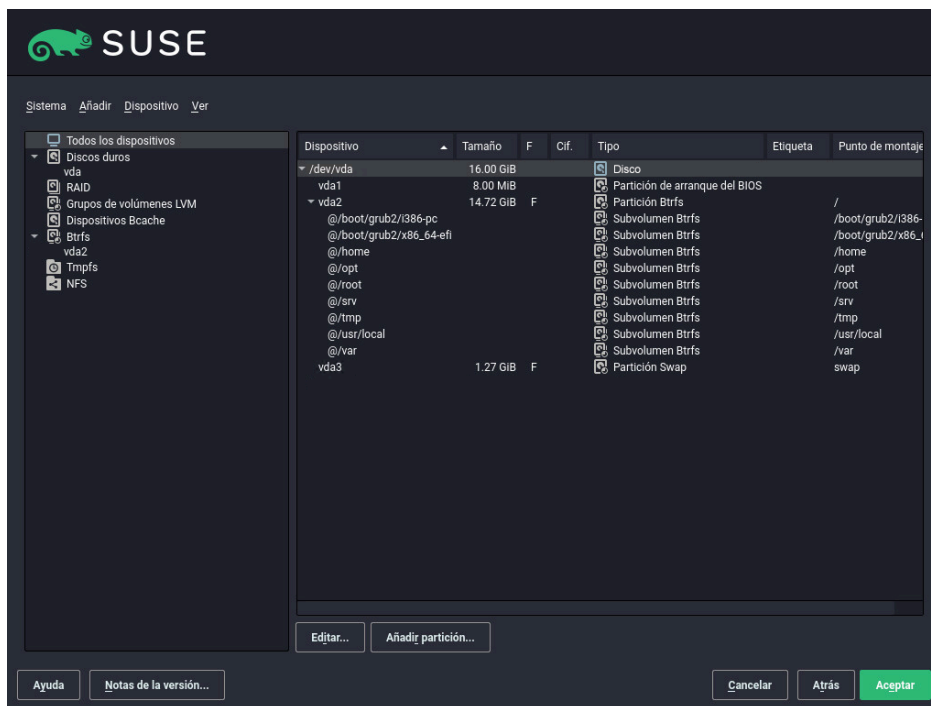 SUSE
Sistema Añadir Dispositivo Ver
Todos los dispositivos
Discos duros
vda
RAID
Grupos de volúmenes LVM
Dispositivos Bcache
Btrfs
vda2
Tmpfs
NFS
Dispositivo Tamaño F Cif. Tipo Etiqueta Punto de montaje
/dev/vda 16.00 GiB Disco
vda1 8.00 MiB Partición de arranque del BIOS
vda2 14.72 GiB F Partición Btrfs /
@/boot/grub2/i386-pc Subvolumen Btrfs /boot/grub2/i386-
@/boot/grub2/x86_64-efi Subvolumen Btrfs /boot/grub2/x86_
@/home Subvolumen Btrfs /home
@/opt Subvolumen Btrfs /opt
@/root Subvolumen Btrfs /root
@/srv Subvolumen Btrfs /srv
@/tmp Subvolumen Btrfs /tmp
@/usr/local Subvolumen Btrfs /usr/local
@/var Subvolumen Btrfs /var
vda3 1.27 GiB F Partición Swap swap
Editar... Añadir partición...
Ayuda Notas de la versión... Cancelar Atrás Aceptar